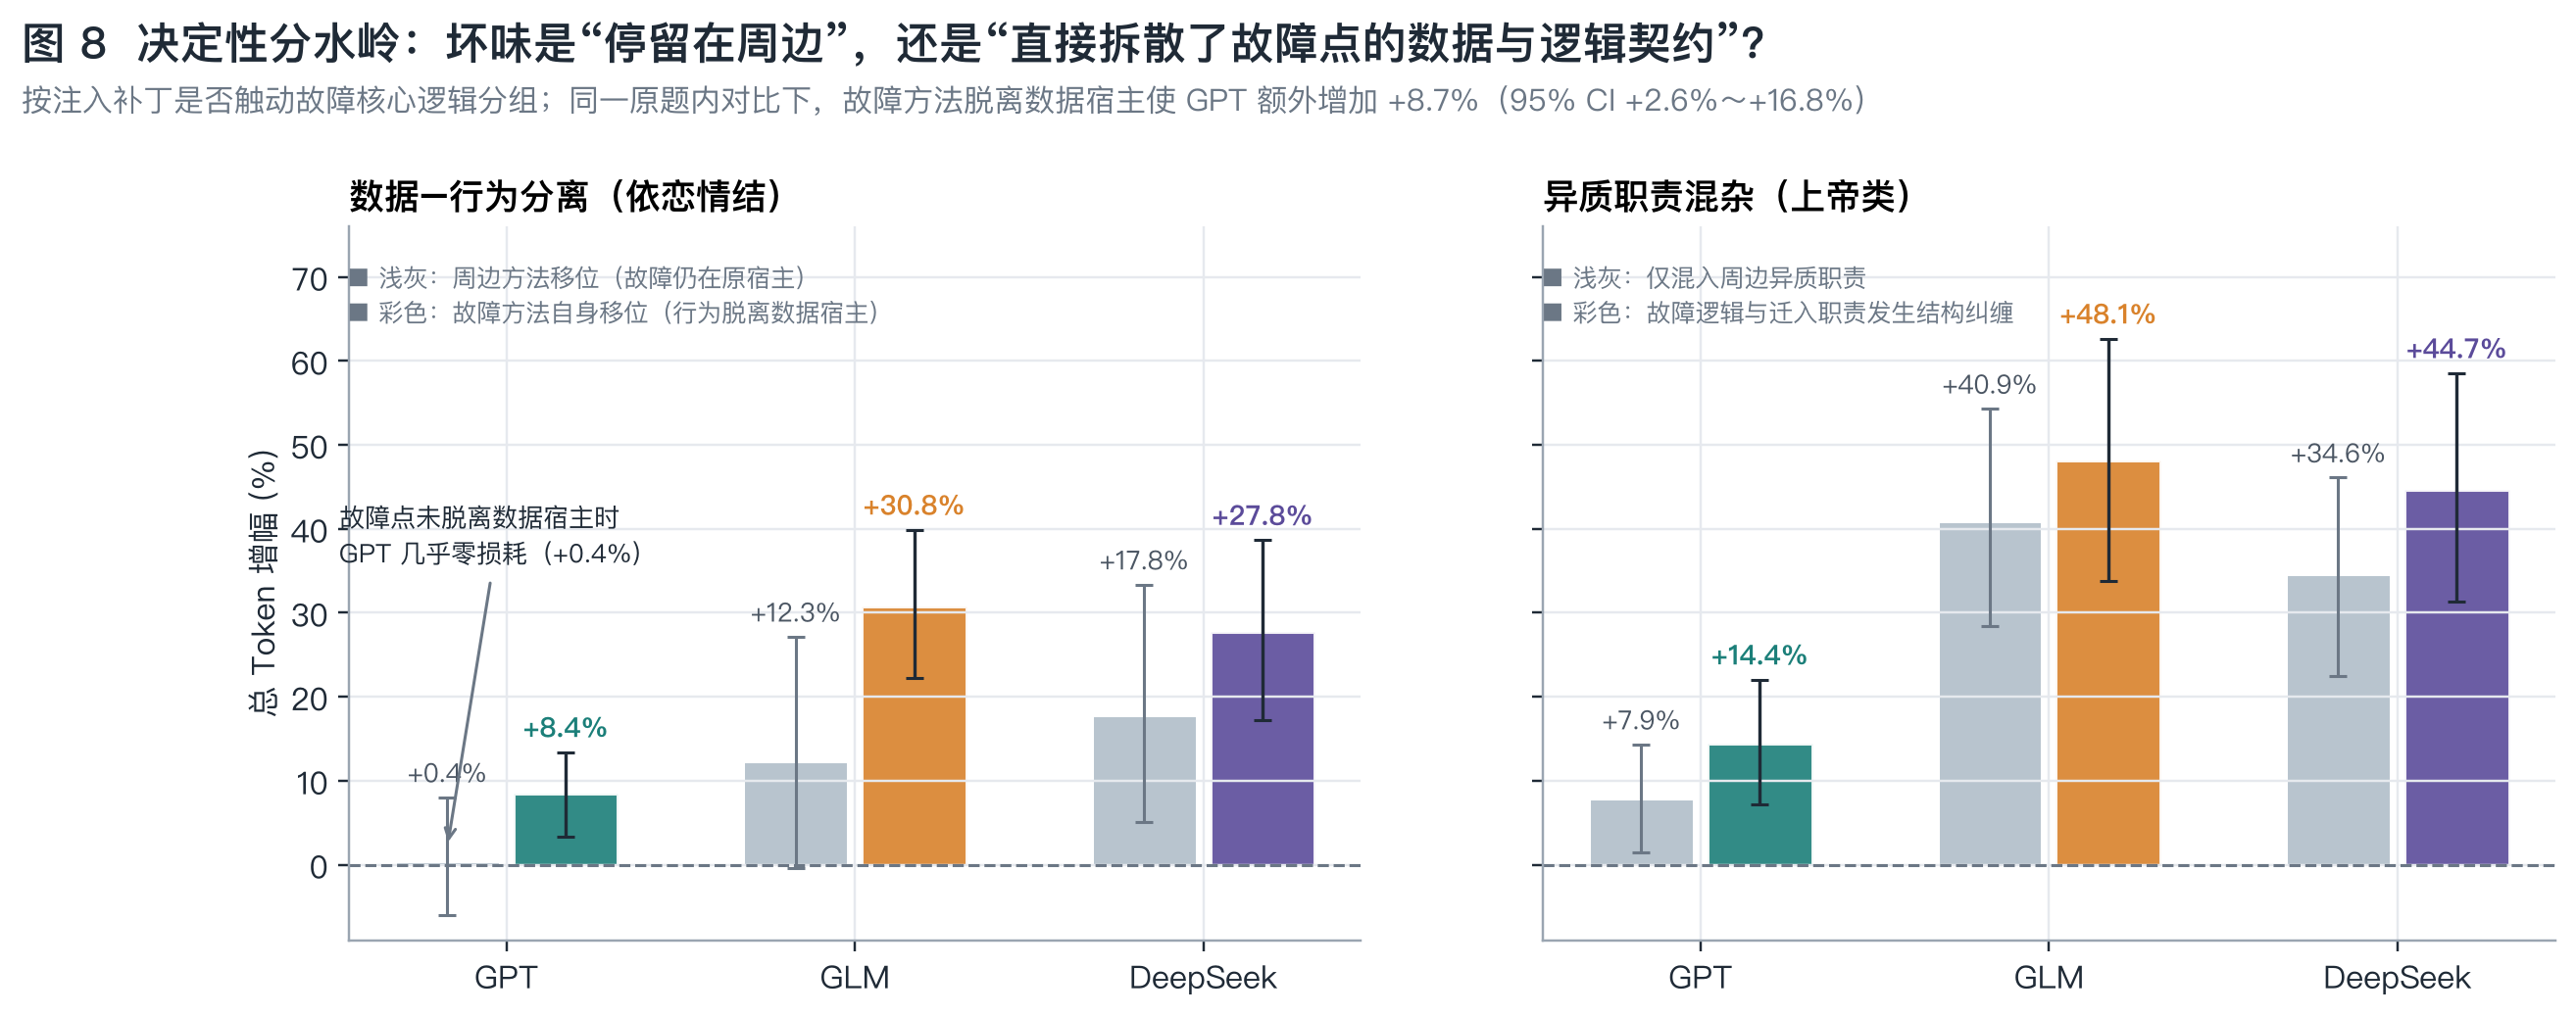 图 8 决定性分水岭：坏味是“停留在周边”，还是“直接拆散了故障点的数据与逻辑契约”？
按注入补丁是否触动故障核心逻辑分组；同一原题内对比下，故障方法脱离数据宿主使 GPT 额外增加 +8.7%（95% CI +2.6%～+16.8%）
数据—行为分离（依恋情结）
浅灰：周边方法移位（故障仍在原宿主）
彩色：故障方法自身移位（行为脱离数据宿主）
总 Token 增幅 (%)
70
60
50
40
30
20
10
0
故障点未脱离数据宿主时
GPT 几乎零损耗（+0.4%）
+0.4%
+8.4%
+12.3%
+30.8%
+17.8%
+27.8%
GPT
GLM
DeepSeek
异质职责混杂（上帝类）
浅灰：仅混入周边异质职责
彩色：故障逻辑与迁入职责发生结构纠缠
+7.9%
+14.4%
+40.9%
+48.1%
+34.6%
+44.7%
GPT
GLM
DeepSeek